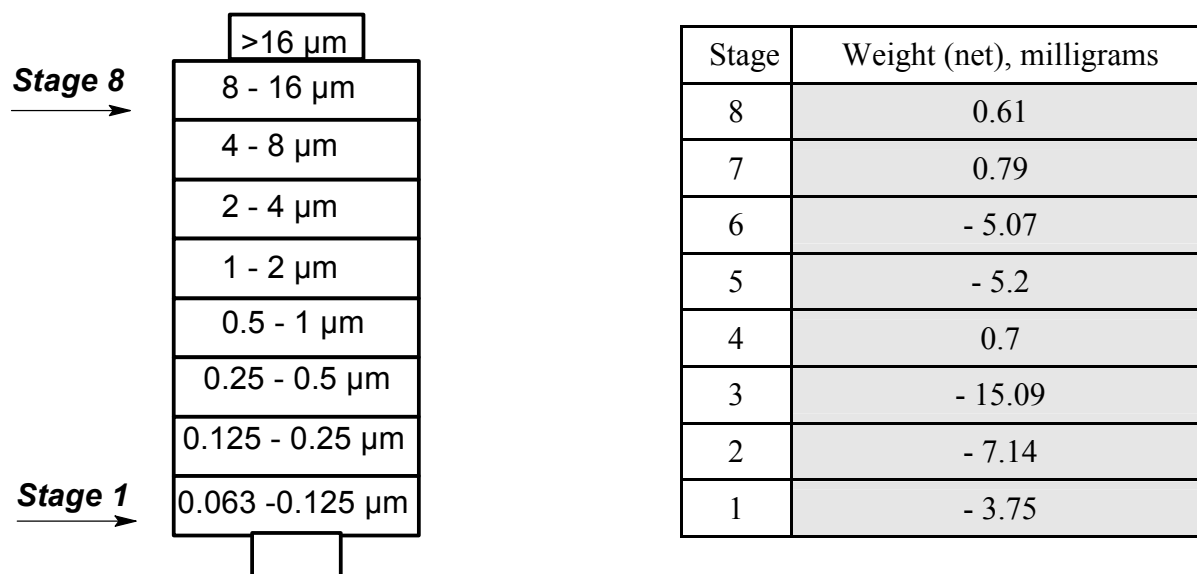 >16 µm
Stage 8
8 - 16 µm
4 - 8 µm
2 - 4 µm
1 - 2 µm
0.5 - 1 µm
0.25 - 0.5 µm
0.125 - 0.25 µm
Stage 1
0.063 -0.125 µm
Stage Weight (net), milligrams
8 0.61
7 0.79
6 - 5.07
5 - 5.2
4 0.7
3 - 15.09
2 - 7.14
1 - 3.75